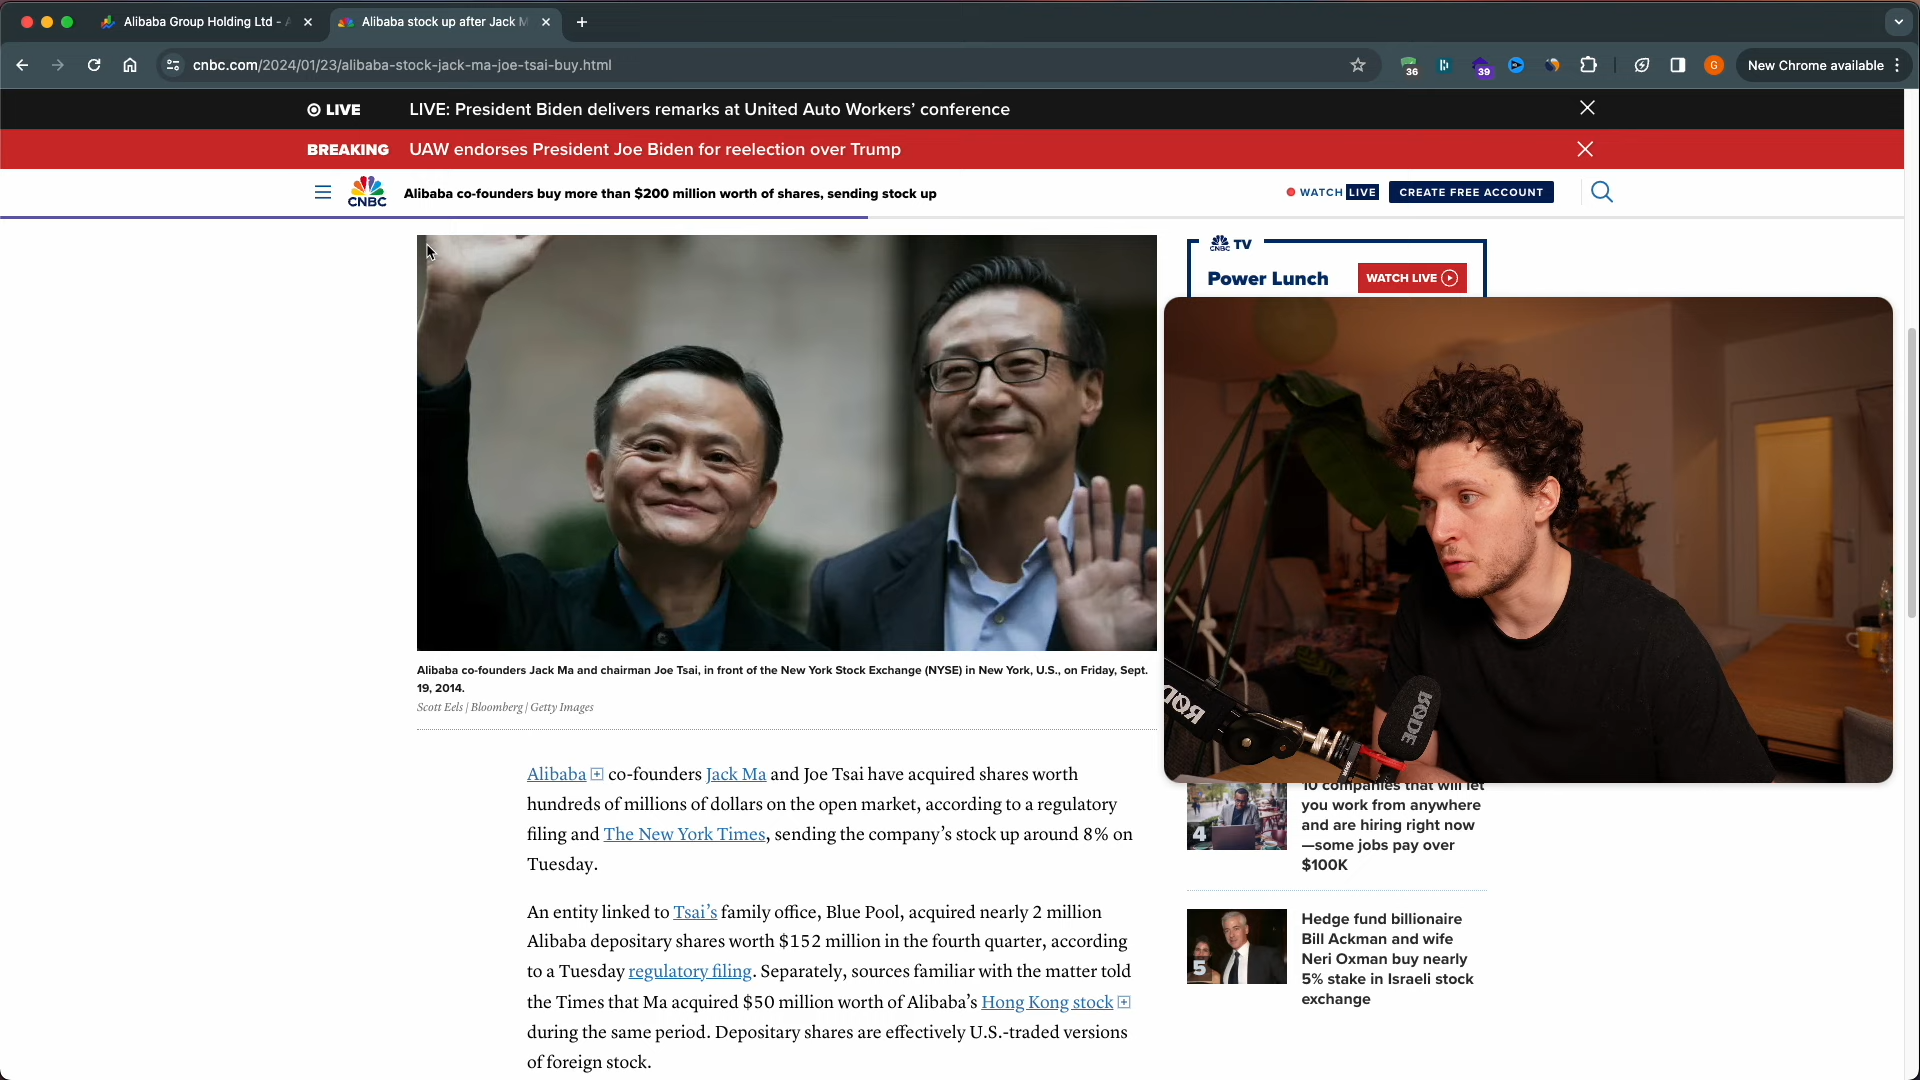 Alibaba Group Holding Ltd -
Alibaba stock up after Jack M
cnbc.com/2024/01/23/alibaba-stock-jack-ma-joe-tsai-buy.html
36
39
G
New Chrome available
LIVE
LIVE: President Biden delivers remarks at United Auto Workers’ conference
BREAKING
UAW endorses President Joe Biden for reelection over Trump
CNBC
Alibaba co-founders buy more than $200 million worth of shares, sending stock up
WATCH LIVE
CREATE FREE ACCOUNT
CNBC TV
Power Lunch
WATCH LIVE
RØDE
RØDE
Alibaba co-founders Jack Ma and chairman Joe Tsai, in front of the New York Stock Exchange (NYSE) in New York, U.S., on Friday, Sept.
19, 2014.
Scott Eels | Bloomberg | Getty Images
Alibaba co-founders Jack Ma and Joe Tsai have acquired shares worth
hundreds of millions of dollars on the open market, according to a regulatory
filing and The New York Times, sending the company’s stock up around 8% on
Tuesday.
An entity linked to Tsai’s family office, Blue Pool, acquired nearly 2 million
Alibaba depositary shares worth $152 million in the fourth quarter, according
to a Tuesday regulatory filing. Separately, sources familiar with the matter told
the Times that Ma acquired $50 million worth of Alibaba’s Hong Kong stock
during the same period. Depositary shares are effectively U.S.-traded versions
of foreign stock.
4
10 companies that will let
you work from anywhere
and are hiring right now
—some jobs pay over
$100K
5
Hedge fund billionaire
Bill Ackman and wife
Neri Oxman buy nearly
5% stake in Israeli stock
exchange